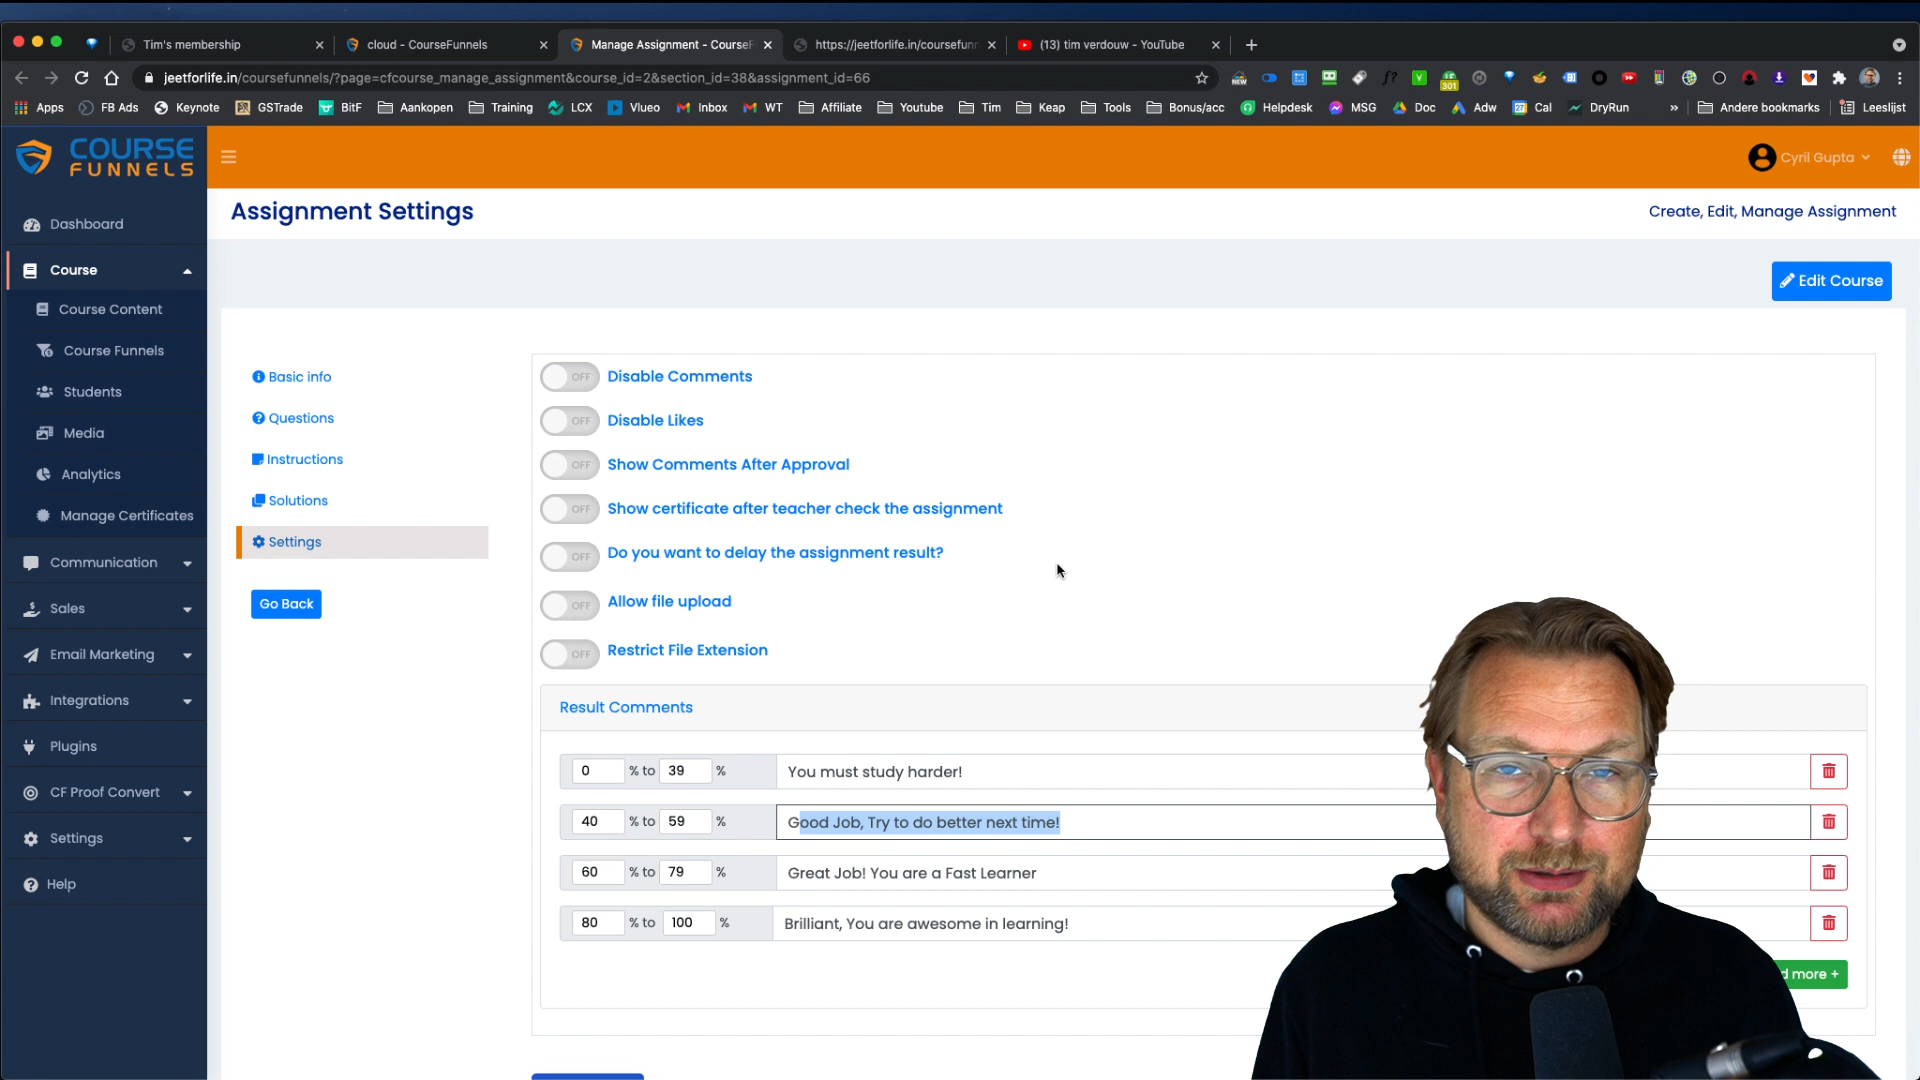 Tim's membership
cloud - CourseFunnels
Manage Assignment - CourseF
https://jeetforlife.in/coursefunn
(13) tim verdouw - YouTube
jeetforlife.in/coursefunnels/?page=cfcourse_manage_assignment&course_id=2&section_id=38&assignment_id=66
NEW
301
Apps
FB Ads
Keynote
GSTrade
BitF
Aankopen
Training
LCX
Vlueo
Inbox
WT
Affiliate
Youtube
Tim
Keap
Tools
Bonus/acc
Helpdesk
MSG
Doc
Adw
Cal
DryRun
Andere bookmarks
Leeslijst
COURSE
FUNNELS
Cyril Gupta
Dashboard
Course
Course Content
Course Funnels
Students
Media
Analytics
Manage Certificates
Communication
Sales
Email Marketing
Integrations
Plugins
CF Proof Convert
Settings
Help
Assignment Settings
Create, Edit, Manage Assignment
Edit Course
Basic info
Questions
Instructions
Solutions
Settings
Go Back
OFF Disable Comments
OFF Disable Likes
OFF Show Comments After Approval
OFF Show certificate after teacher check the assignment
OFF Do you want to delay the assignment result?
OFF Allow file upload
OFF Restrict File Extension
Result Comments
0 % to 39 % You must study harder!
40 % to 59 % Good Job, Try to do better next time!
60 % to 79 % Great Job! You are a Fast Learner
80 % to 100 % Brilliant, You are awesome in learning!
d more +